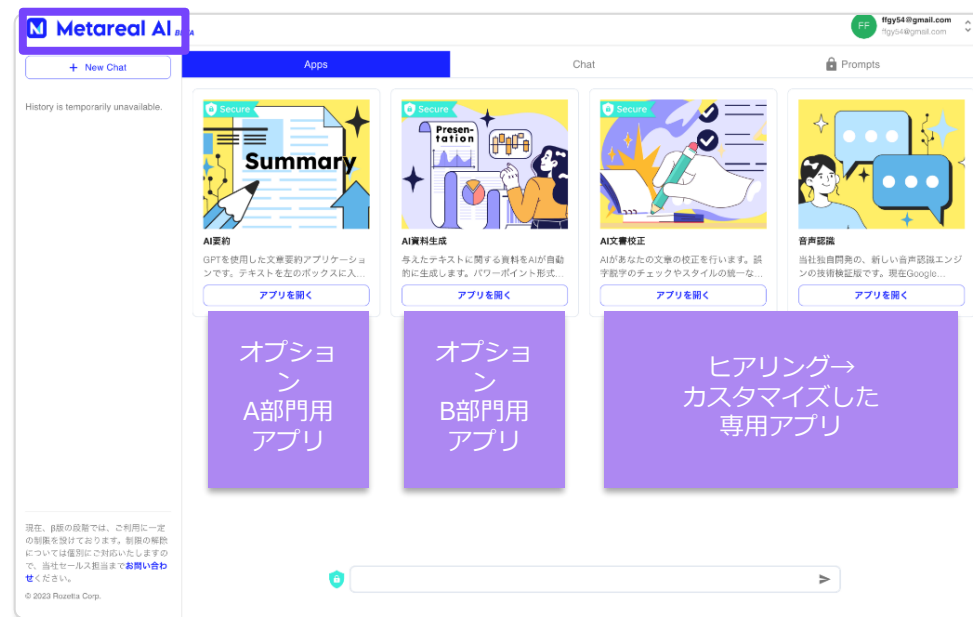 Metareal AI BETA
FF
ffgy54@gmail.com
ffgy54@gmail.com
+ New Chat
Apps
Chat
Prompts
History is temporarily unavailable.
Secure
Summary
AI要約
GPTを使用した文章要約アプリケーショ
ンです。テキストを左のボックスに入...
アプリを開く
Secure
Presen-
tation
AI資料生成
与えたテキストに関する資料をAIが自動
的に生成します。パワーポイント形式...
アプリを開く
Secure
AI文書校正
AIがあなたの文章の校正を行います。誤
字脱字のチェックやスタイルの統一な...
アプリを開く
音声認識
当社独自開発の、新しい音声認識エンジ
ンの技術検証版です。現在Google...
アプリを開く
オプショ
ン
A部門用
アプリ
オプショ
ン
B部門用
アプリ
ヒアリング→
カスタマイズした
専用アプリ
現在、β版の段階では、ご利用に一定
の制限を設けております。制限の解除
については個別にご対応いたしますの
で、当社セールス担当までお問い合わ
せください。
© 2023 Rozetta Corp.